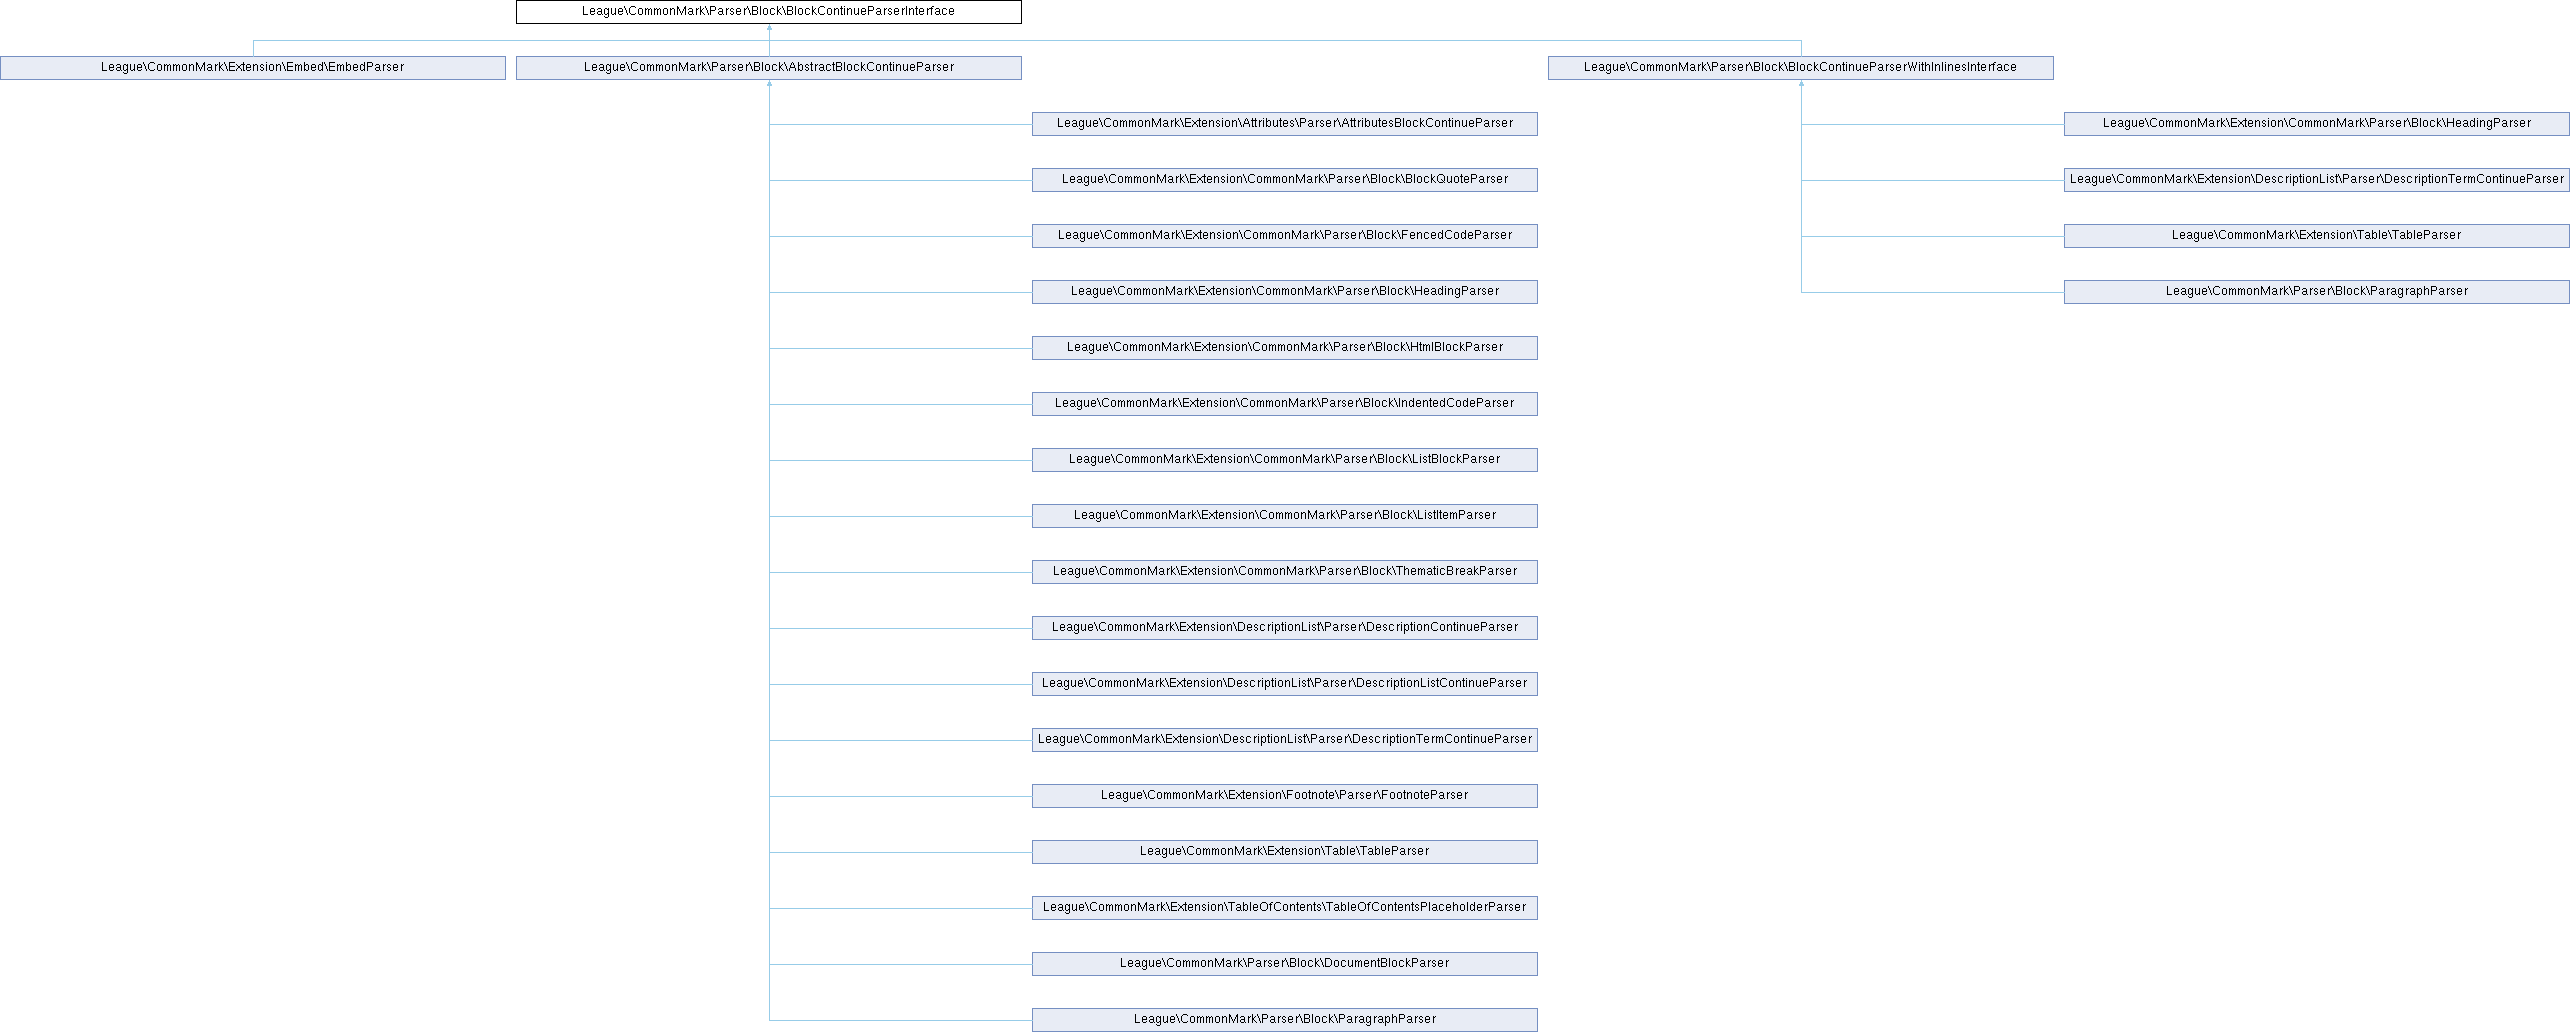 League\CommonMark\Parser\Block\BlockContinueParserInterface
League\CommonMark\Extension\Embed\EmbedParser
League\CommonMark\Parser\Block\AbstractBlockContinueParser
League\CommonMark\Parser\Block\BlockContinueParserWithInlinesInterface
League\CommonMark\Extension\Attributes\Parser\AttributesBlockContinueParser
League\CommonMark\Extension\CommonMark\Parser\Block\BlockQuoteParser
League\CommonMark\Extension\CommonMark\Parser\Block\FencedCodeParser
League\CommonMark\Extension\CommonMark\Parser\Block\HeadingParser
League\CommonMark\Extension\CommonMark\Parser\Block\HtmlBlockParser
League\CommonMark\Extension\CommonMark\Parser\Block\IndentedCodeParser
League\CommonMark\Extension\CommonMark\Parser\Block\ListBlockParser
League\CommonMark\Extension\CommonMark\Parser\Block\ListItemParser
League\CommonMark\Extension\CommonMark\Parser\Block\ThematicBreakParser
League\CommonMark\Extension\DescriptionList\Parser\DescriptionContinueParser
League\CommonMark\Extension\DescriptionList\Parser\DescriptionListContinueParser
League\CommonMark\Extension\DescriptionList\Parser\DescriptionTermContinueParser
League\CommonMark\Extension\Footnote\Parser\FootnoteParser
League\CommonMark\Extension\Table\TableParser
League\CommonMark\Extension\TableOfContents\TableOfContentsPlaceholderParser
League\CommonMark\Parser\Block\DocumentBlockParser
League\CommonMark\Parser\Block\ParagraphParser
League\CommonMark\Extension\CommonMark\Parser\Block\HeadingParser
League\CommonMark\Extension\DescriptionList\Parser\DescriptionTermContinueParser
League\CommonMark\Extension\Table\TableParser
League\CommonMark\Parser\Block\ParagraphParser